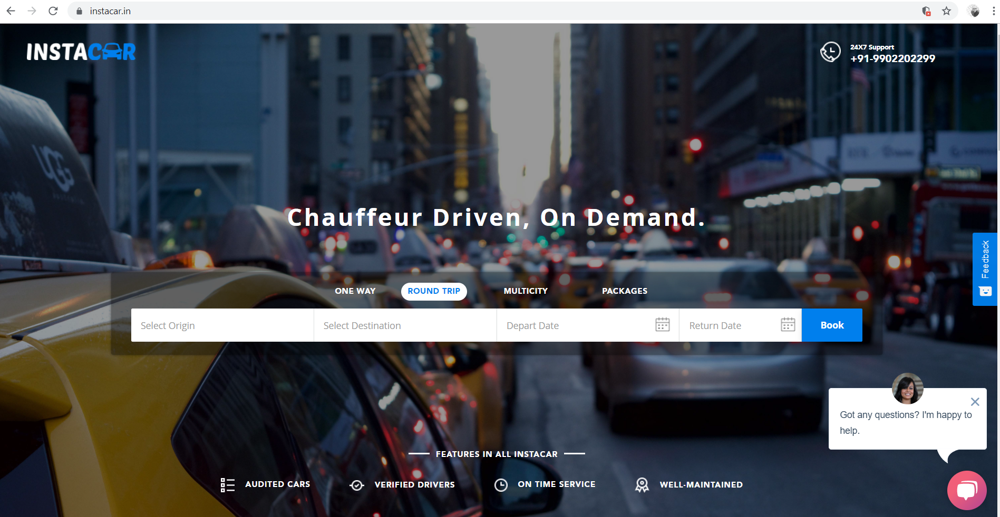 instacar.in
INSTACAR
24X7 Support
+91-9902202299
UGG
Chauffeur Driven, On Demand.
Feedback
ONE WAY
ROUND TRIP
MULTICITY
PACKAGES
Select Origin
Select Destination
Depart Date
Return Date
Book
Got any questions? I'm happy to
help.
FEATURES IN ALL INSTACAR
AUDITED CARS
VERIFIED DRIVERS
ON TIME SERVICE
WELL-MAINTAINED